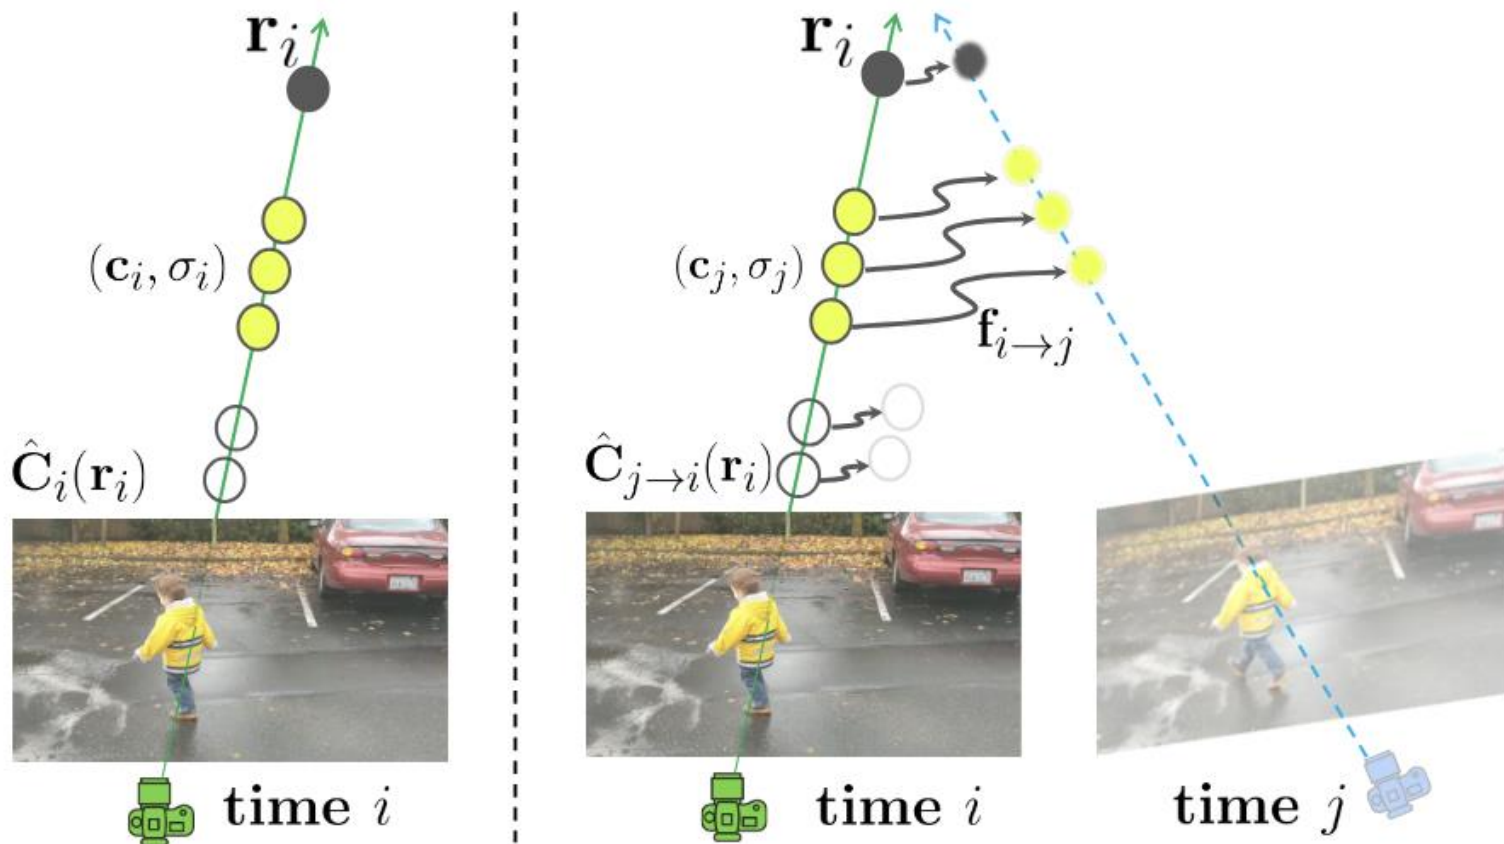 r_i
(c_i, σ_i)
Ĉ_i(r_i)
time i
r_i
(c_j, σ_j)
f_{i→j}
Ĉ_{j→i}(r_i)
time i
time j